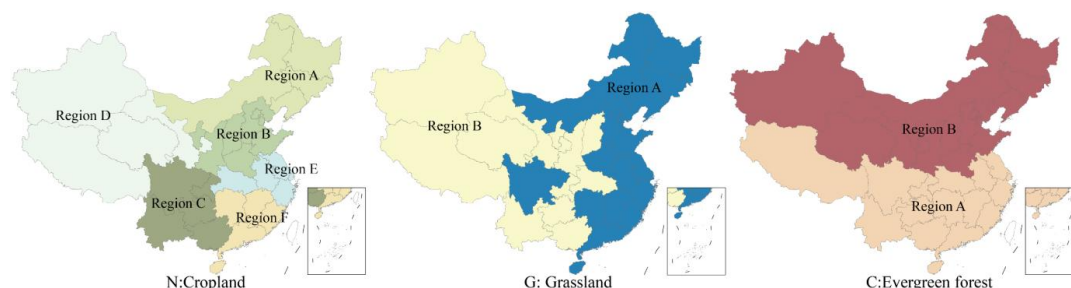 Region A
Region D
Region B
Region E
Region C
Region F
N:Cropland
Region A
Region B
G: Grassland
Region B
Region A
C:Evergreen forest